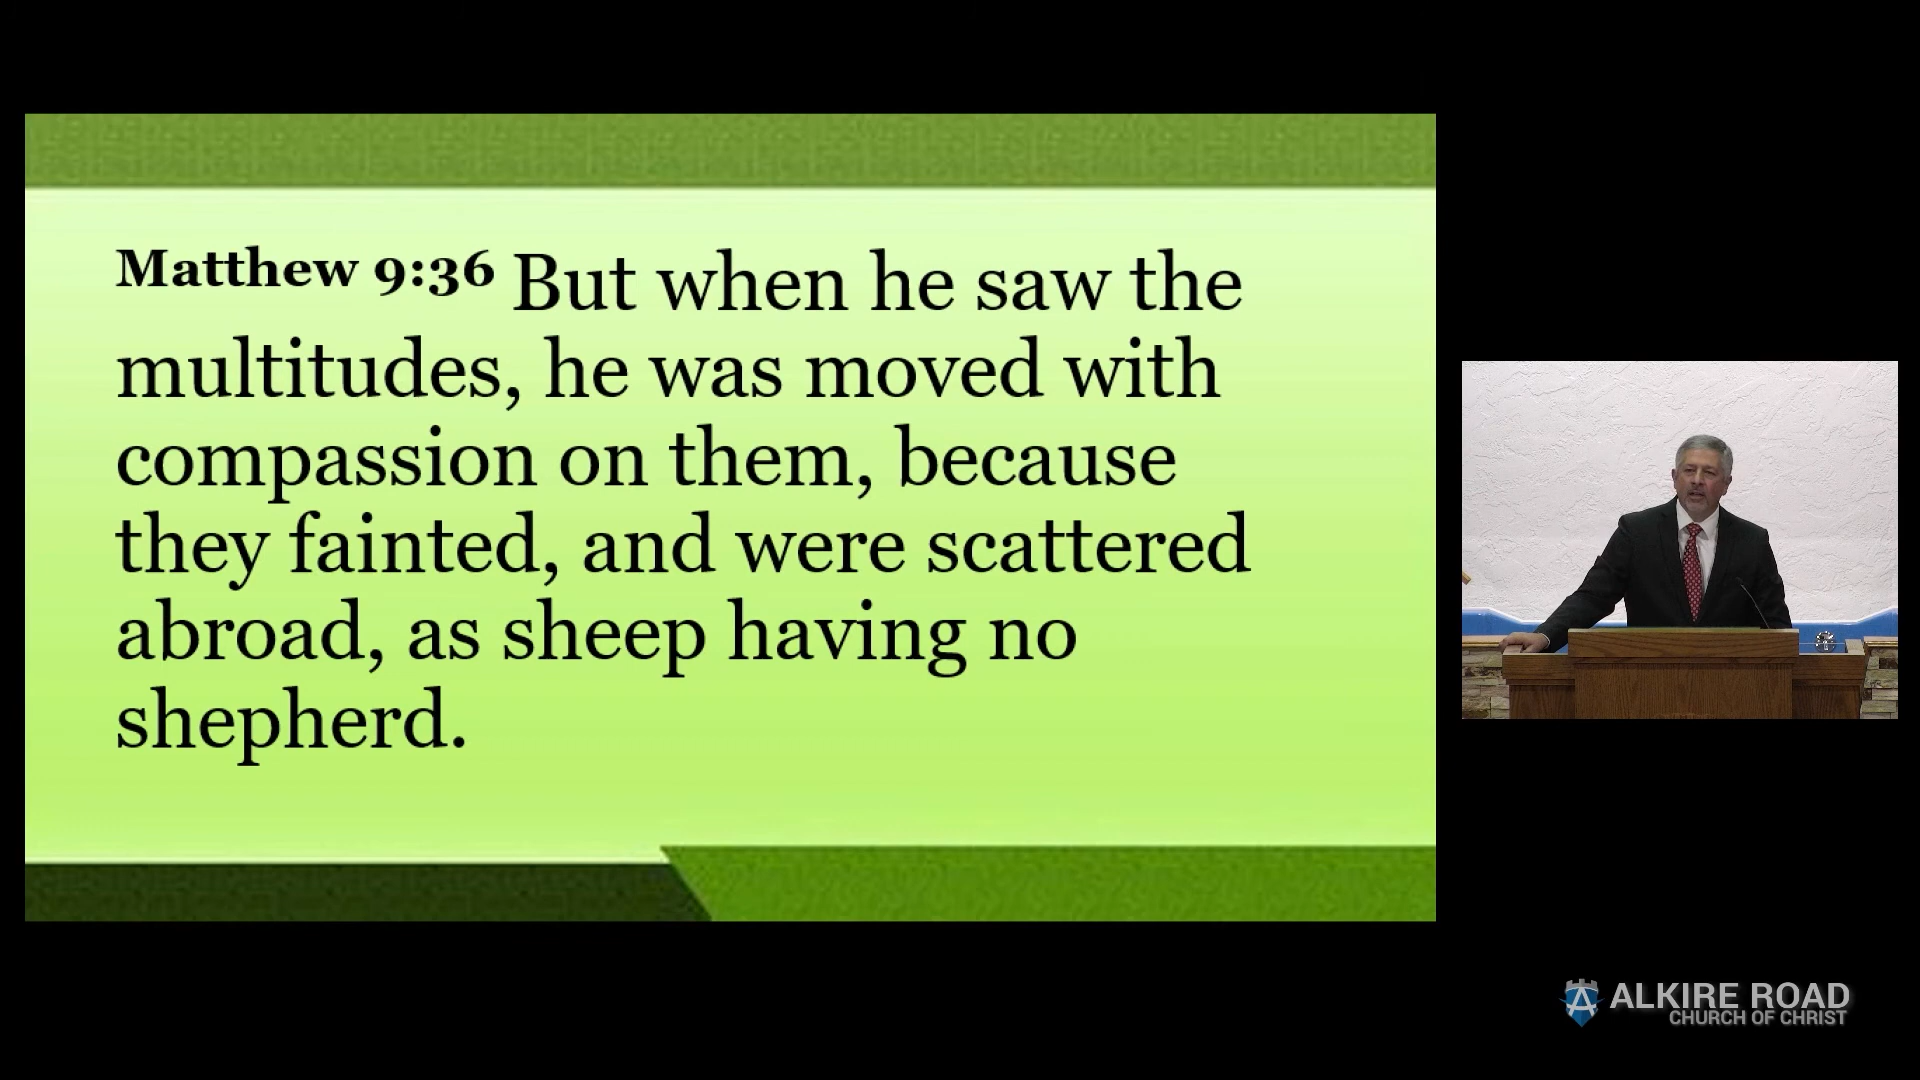 Matthew 9:36 But when he saw the
multitudes, he was moved with
compassion on them, because
they fainted, and were scattered
abroad, as sheep having no
shepherd.
ALKIRE ROAD
CHURCH OF CHRIST